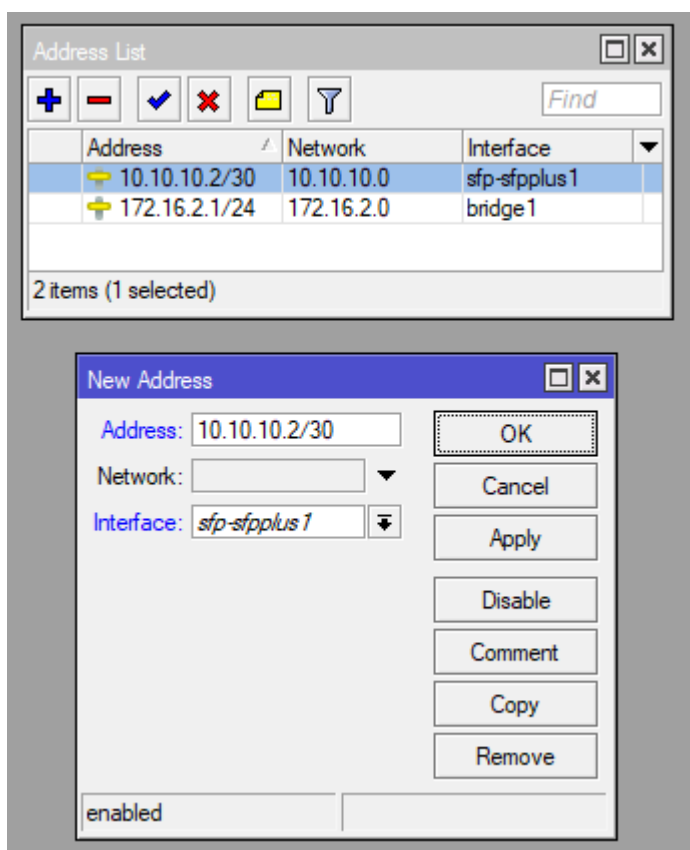 Address List
Find
Address Network Interface
10.10.10.2/30 10.10.10.0 sfp-sfpplus1
172.16.2.1/24 172.16.2.0 bridge1
2 items (1 selected)
New Address
Address: 10.10.10.2/30 OK
Network: Cancel
Interface: sfp-sfpplus1 Apply
Disable
Comment
Copy
Remove
enabled